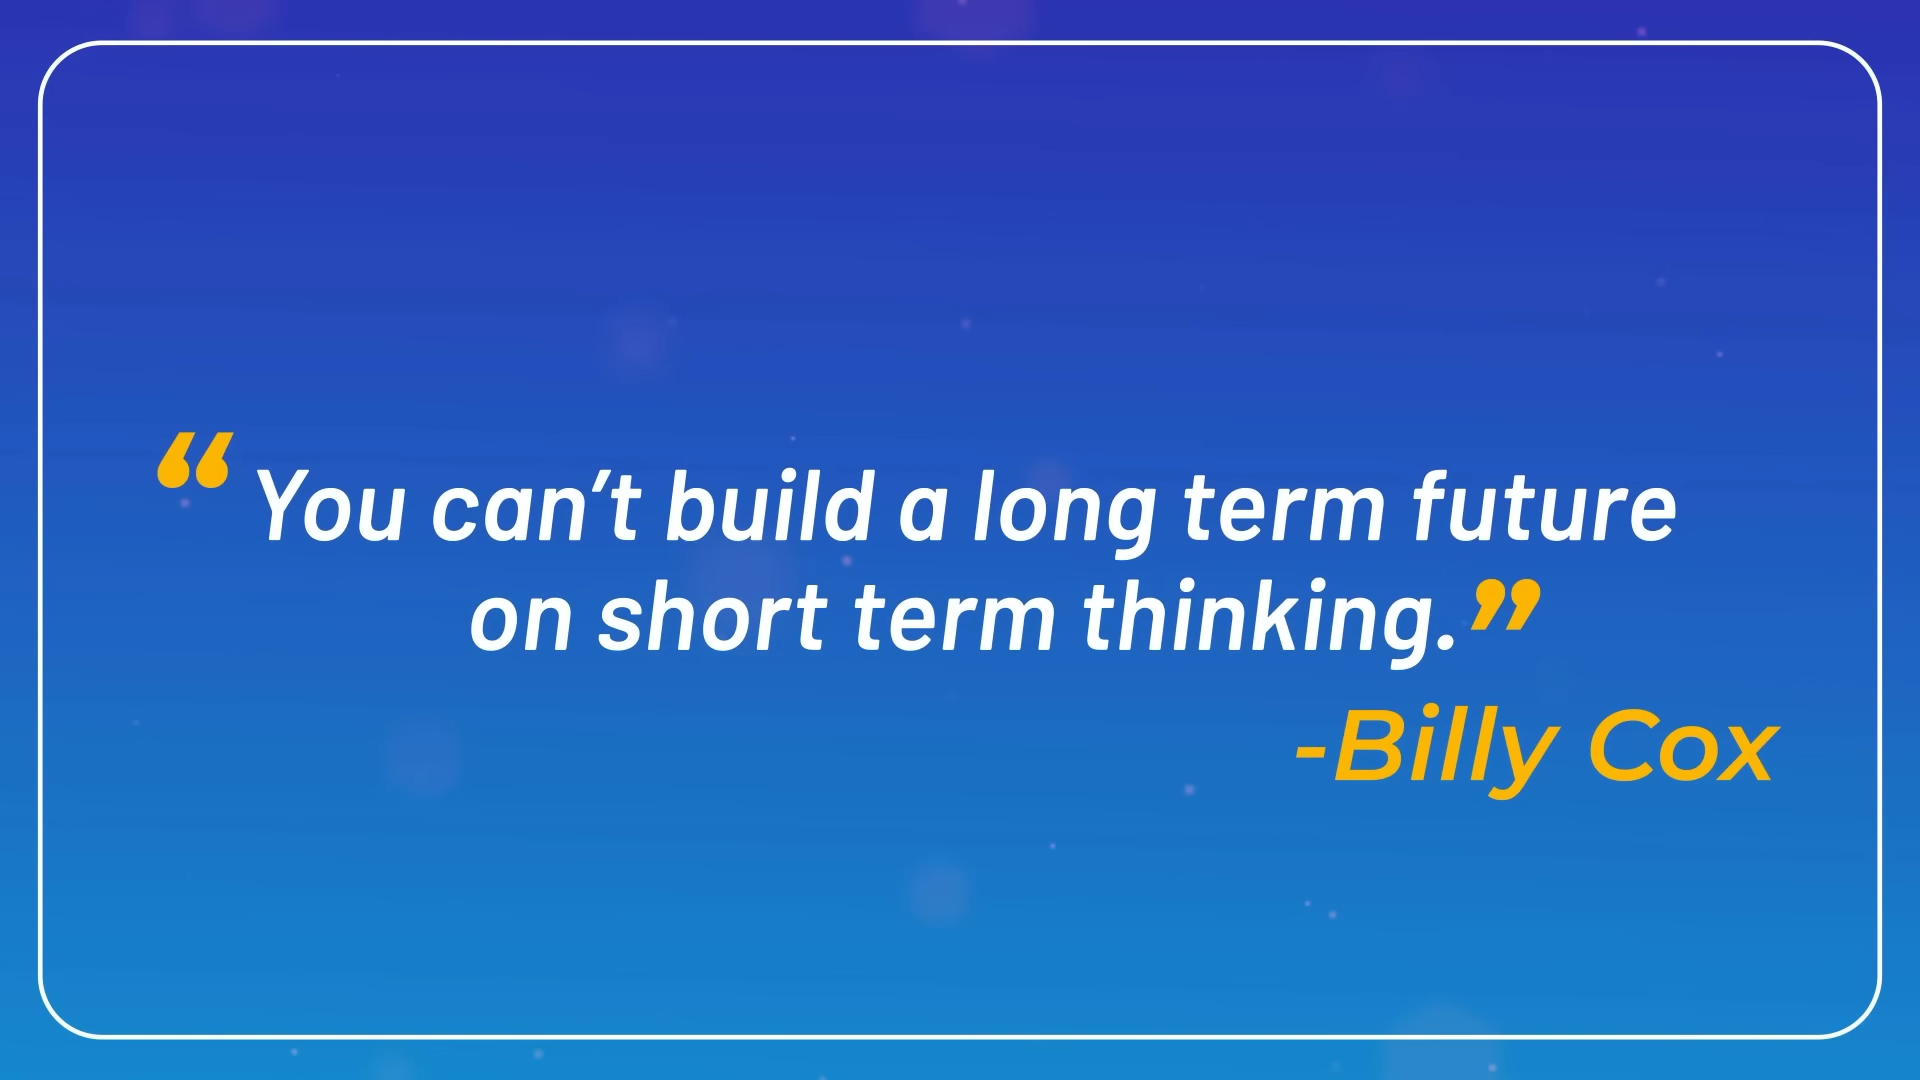 “You can’t build a long term future
on short term thinking.”
-Billy Cox